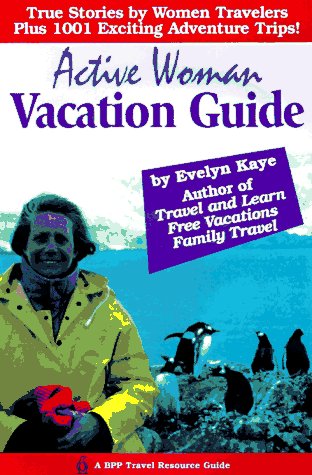 True Stories by Women Travelers
Plus 1001 Exciting Adventure Trips!
Active Woman
Vacation Guide
by Evelyn Kaye
Author of
Travel and Learn
Free Vacations
Family Travel
A BPP Travel Resource Guide